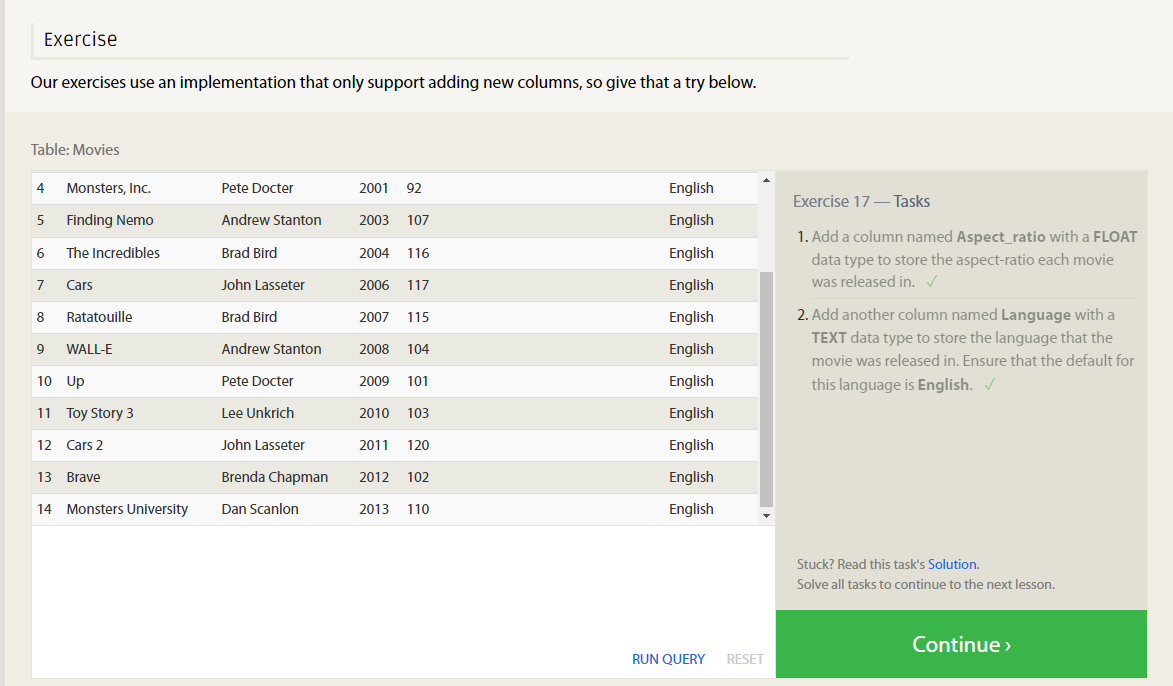 Exercise
Our exercises use an implementation that only support adding new columns, so give that a try below.
Table: Movies
4 Monsters, Inc. Pete Docter 2001 92 English
5 Finding Nemo Andrew Stanton 2003 107 English
6 The Incredibles Brad Bird 2004 116 English
7 Cars John Lasseter 2006 117 English
8 Ratatouille Brad Bird 2007 115 English
9 WALL-E Andrew Stanton 2008 104 English
10 Up Pete Docter 2009 101 English
11 Toy Story 3 Lee Unkrich 2010 103 English
12 Cars 2 John Lasseter 2011 120 English
13 Brave Brenda Chapman 2012 102 English
14 Monsters University Dan Scanlon 2013 110 English
RUN QUERY RESET
Exercise 17 — Tasks
1. Add a column named Aspect_ratio with a FLOAT
data type to store the aspect-ratio each movie
was released in. ✓
2. Add another column named Language with a
TEXT data type to store the language that the
movie was released in. Ensure that the default for
this language is English. ✓
Stuck? Read this task's Solution.
Solve all tasks to continue to the next lesson.
Continue ›